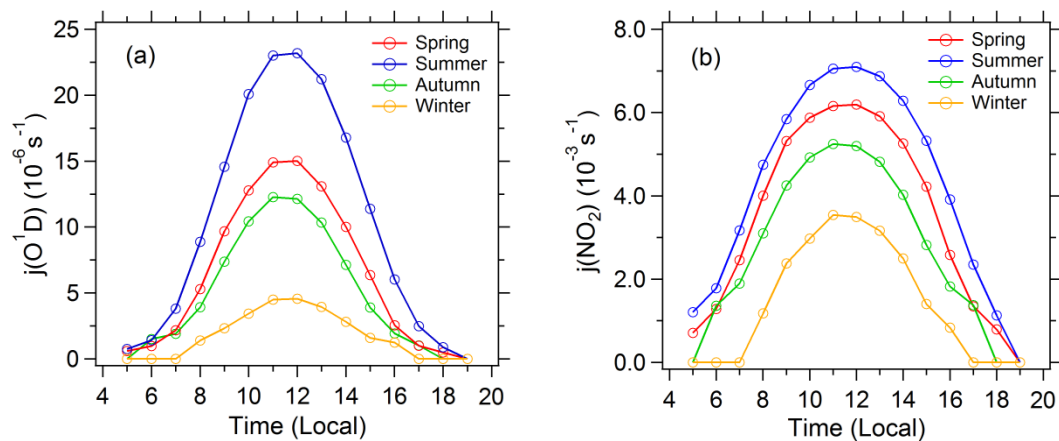 (a)
Spring
Summer
Autumn
Winter
25
20
15
10
5
0
j(O¹D) (10⁻⁶ s⁻¹)
4 6 8 10 12 14 16 18 20
Time (Local)
(b)
Spring
Summer
Autumn
Winter
8.0
6.0
4.0
2.0
0.0
j(NO₂) (10⁻³ s⁻¹)
4 6 8 10 12 14 16 18 20
Time (Local)